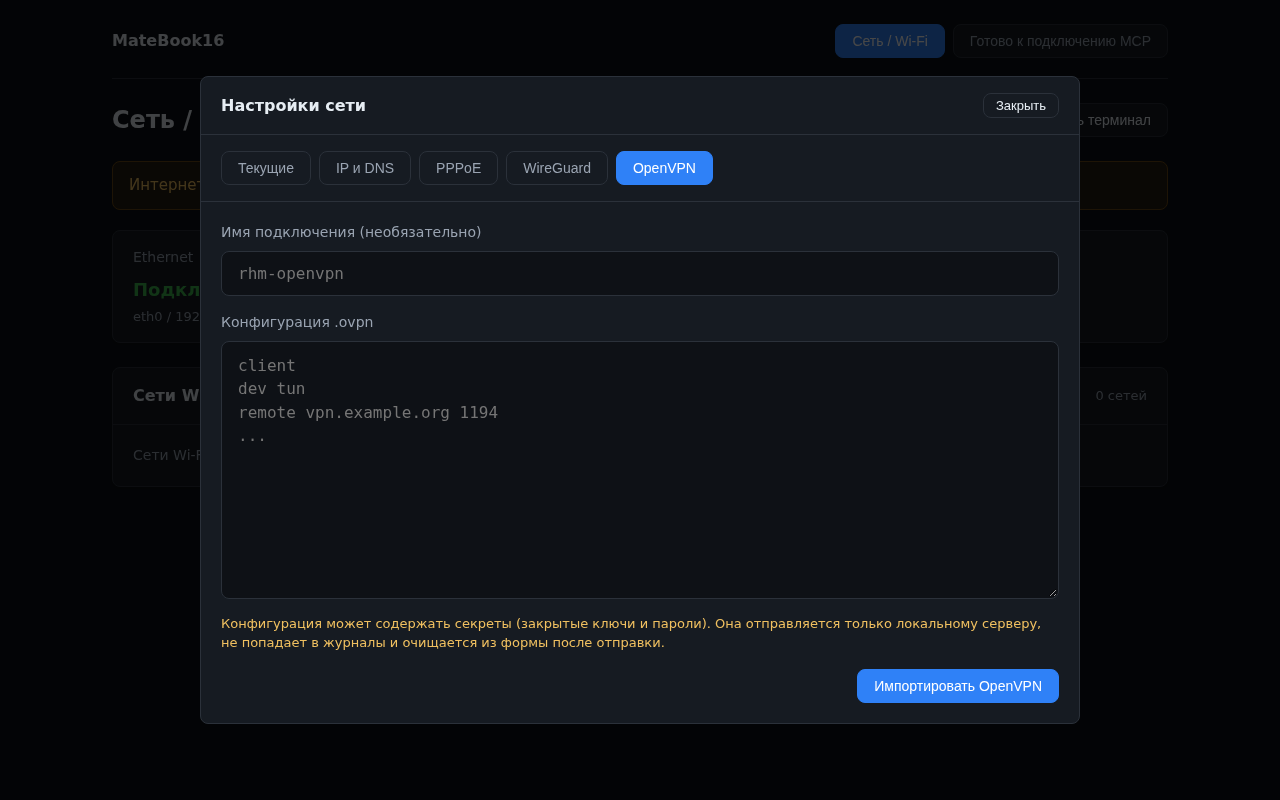 MateBook16
Сеть / Wi-Fi
Готово к подключению MCP
Настройки сети
Закрыть
Сеть /
терминал
Текущие
IP и DNS
PPPoE
WireGuard
OpenVPN
Интернет
Имя подключения (необязательно)
rhm-openvpn
Ethernet
Подкл
eth0 / 192
Конфигурация .ovpn
client
dev tun
remote vpn.example.org 1194
...
Сети W
0 сетей
Сети Wi-F
Конфигурация может содержать секреты (закрытые ключи и пароли). Она отправляется только локальному серверу,
не попадает в журналы и очищается из формы после отправки.
Импортировать OpenVPN